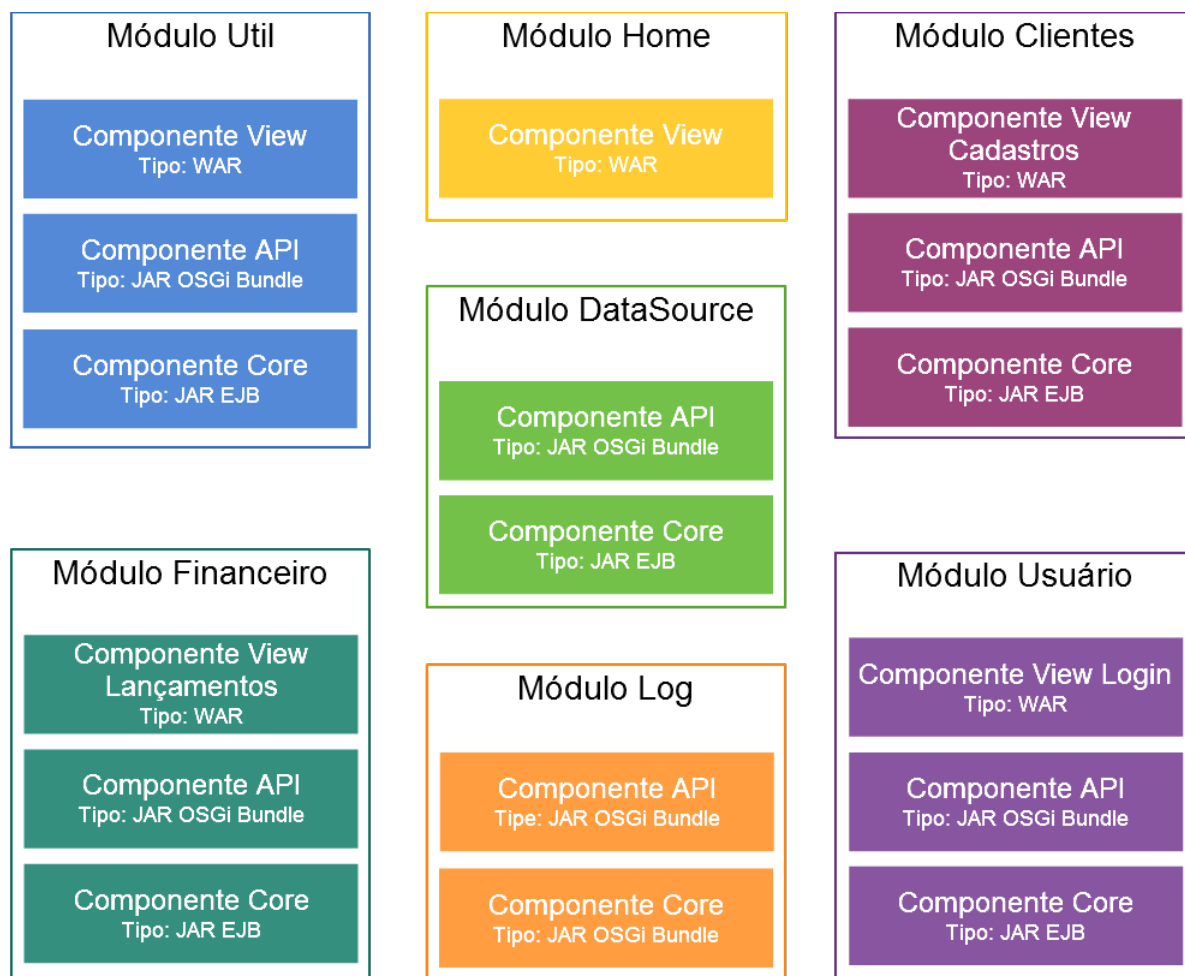 Módulo Util
Componente View
Tipo: WAR
Componente API
Tipo: JAR OSGi Bundle
Componente Core
Tipo: JAR EJB
Módulo Home
Componente View
Tipo: WAR
Módulo Clientes
Componente View
Cadastros
Tipo: WAR
Componente API
Tipo: JAR OSGi Bundle
Componente Core
Tipo: JAR EJB
Módulo DataSource
Componente API
Tipo: JAR OSGi Bundle
Componente Core
Tipo: JAR EJB
Módulo Financeiro
Componente View
Lançamentos
Tipo: WAR
Componente API
Tipo: JAR OSGi Bundle
Componente Core
Tipo: JAR EJB
Módulo Log
Componente API
Tipe: JAR OSGi Bundle
Componente Core
Tipo: JAR OSGi Bundle
Módulo Usuário
Componente View Login
Tipo: WAR
Componente API
Tipo: JAR OSGi Bundle
Componente Core
Tipo: JAR EJB